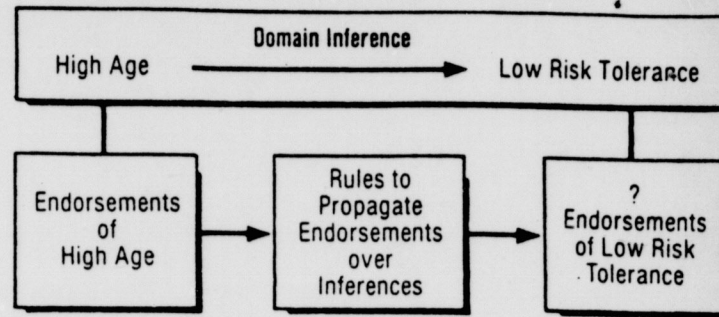 Domain Inference
High Age
Low Risk Tolerance
Endorsements
of
High Age
Rules to
Propagate
Endorsements
over
Inferences
?
Endorsements
of Low Risk
Tolerance